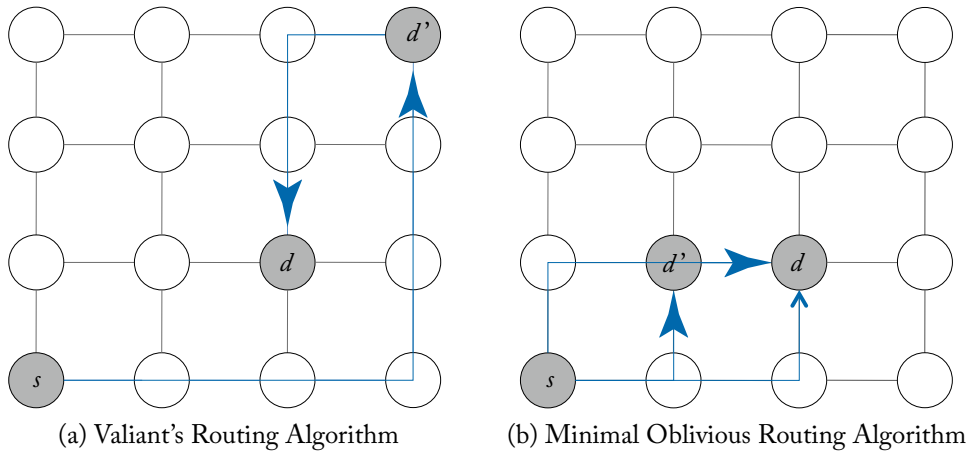 d’
d
s
d’
d
s
(a) Valiant’s Routing Algorithm
(b) Minimal Oblivious Routing Algorithm